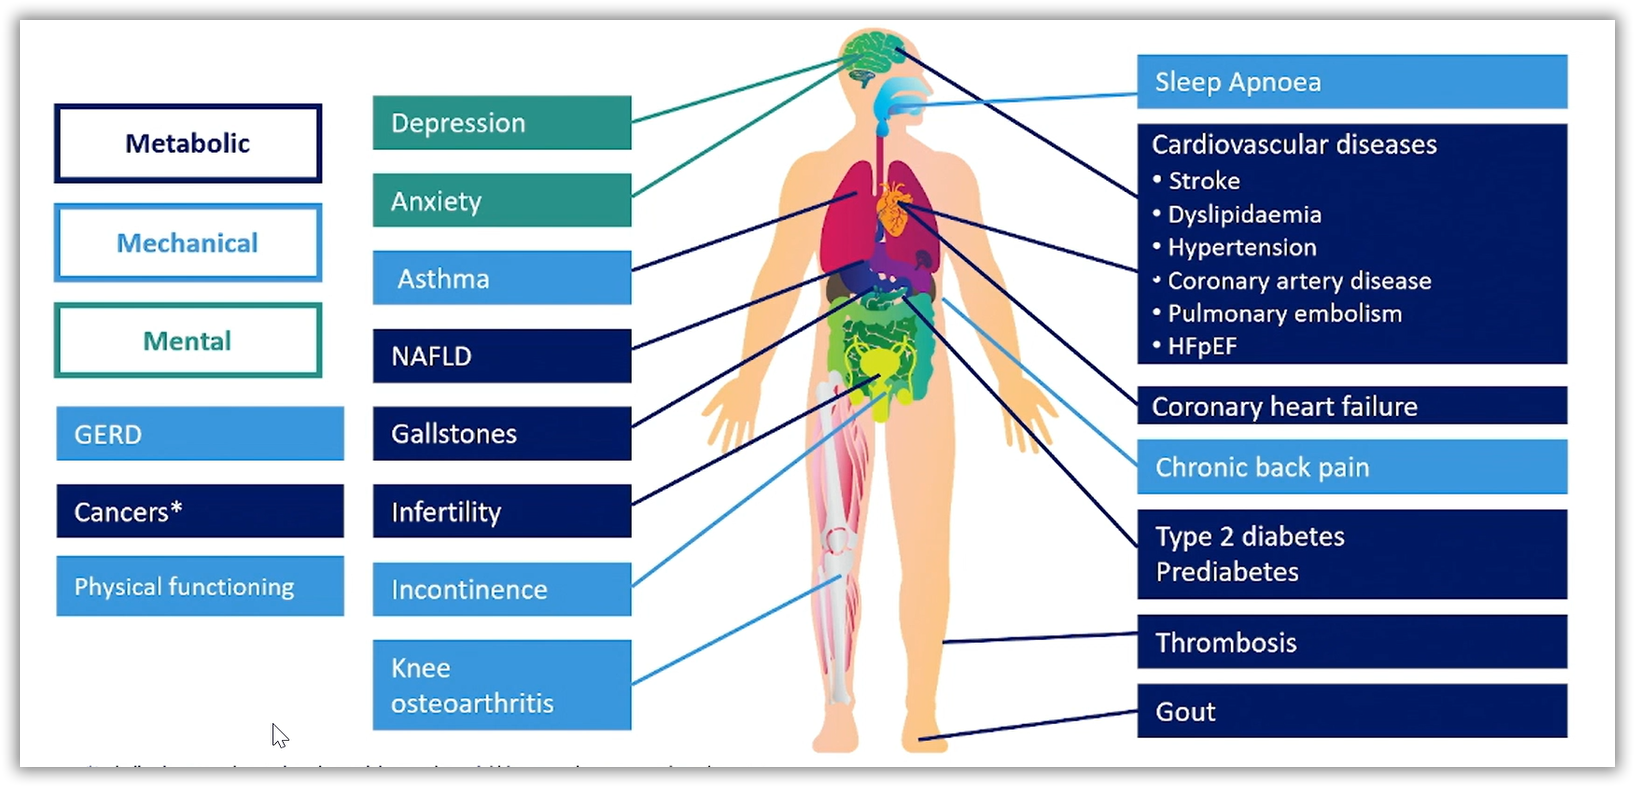 Metabolic
Mechanical
Mental
GERD
Cancers*
Physical functioning
Depression
Anxiety
Asthma
NAFLD
Gallstones
Infertility
Incontinence
Knee
osteoarthritis
Sleep Apnoea
Cardiovascular diseases
• Stroke
• Dyslipidaemia
• Hypertension
• Coronary artery disease
• Pulmonary embolism
• HFpEF
Coronary heart failure
Chronic back pain
Type 2 diabetes
Prediabetes
Thrombosis
Gout